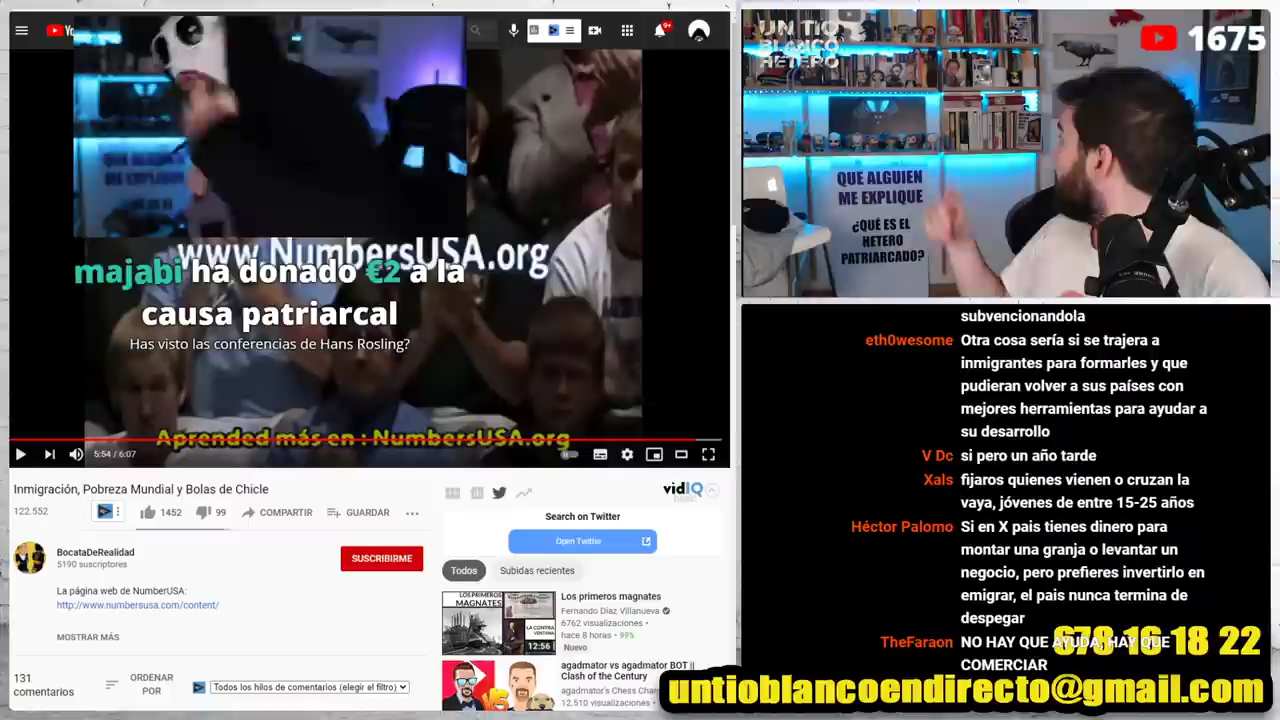 www.NumbersUSA.org
majabi ha donado €2 a la
causa patriarcal
Has visto las conferencias de Hans Rosling?
Aprended más en : NumbersUSA.org
5:54 / 6:07
Inmigración, Pobreza Mundial y Bolas de Chicle
122.552
1452
99
COMPARTIR
GUARDAR
BocataDeRealidad
5190 suscriptores
SUSCRIBIRME
La página web de NumberUSA:
http://www.numbersusa.com/content/
MOSTRAR MÁS
131
comentarios
ORDENAR
POR
Todos los hilos de comentarios (elegir el filtro)
vidIQ
Search on Twitter
Open Twitter
Todos
Subidas recientes
LOS PRIMEROS
MAGNATES
12:56
Los primeros magnates
Fernando Díaz Villanueva
6762 visualizaciones
hace 8 horas • 99%
Nuevo
agadmator vs agadmator BOT ||
Clash of the Century
agadmator's Chess
12.510 visualizaciones
9+
UN TIO
BLANCO
HETERO
1675
QUE ALGUIEN
ME EXPLIQUE
¿QUÉ ES EL
HETERO
PATRIARCADO?
subvencionandola
eth0wesome Otra cosa sería si se trajera a
inmigrantes para formarles y que
pudieran volver a sus países con
mejores herramientas para ayudar a
su desarrollo
V Dc si pero un año tarde
Xals fijaros quienes vienen o cruzan la
vaya, jóvenes de entre 15-25 años
Héctor Palomo Si en X pais tienes dinero para
montar una granja o levantar un
negocio, pero prefieres invertirlo en
emigrar, el pais nunca termina de
despegar
TheFaraon NO HAY QUE AYUDA, HAY QUE
COMERCIAR
18 22
untioblancoendirecto@gmail.com